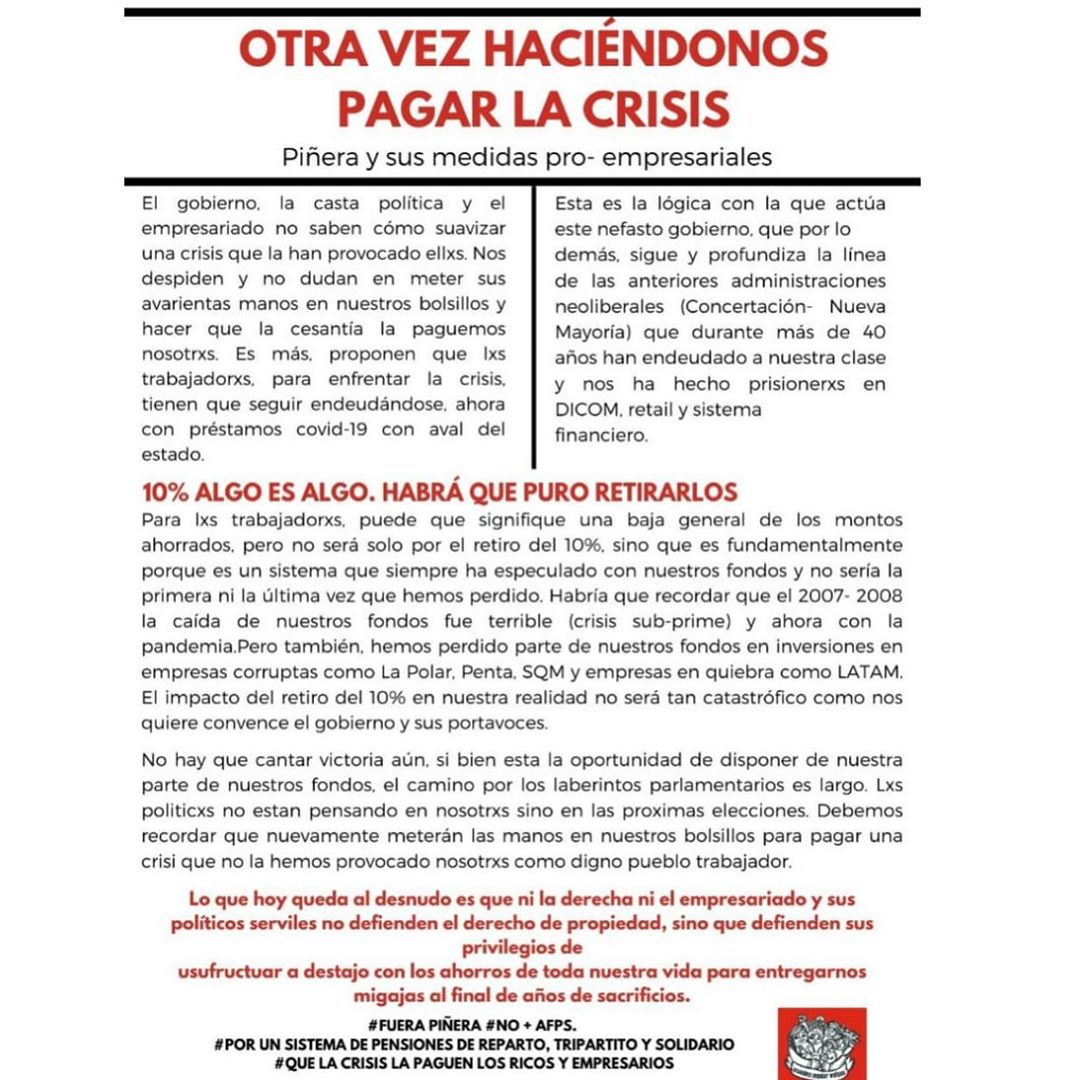 OTRA VEZ HACIÉNDONOS
PAGAR LA CRISIS
Piñera y sus medidas pro- empresariales
El gobierno, la casta política y el
empresariado no saben cómo suavizar
una crisis que la han provocado ellxs. Nos
despiden y no dudan en meter sus
avarientas manos en nuestros bolsillos y
hacer que la cesantía la paguemos
nosotrxs. Es más, proponen que lxs
trabajadorxs, para enfrentar la crisis,
tienen que seguir endeudándose, ahora
con préstamos covid-19 con aval del
estado.
Esta es la lógica con la que actúa
este nefasto gobierno, que por lo
demás, sigue y profundiza la línea
de las anteriores administraciones
neoliberales (Concertación- Nueva
Mayoría) que durante más de 40
años han endeudado a nuestra clase
y nos ha hecho prisionerxs en
DICOM, retail y sistema
financiero.
10% ALGO ES ALGO. HABRÁ QUE PURO RETIRARLOS
Para lxs trabajadorxs, puede que signifique una baja general de los montos
ahorrados, pero no será solo por el retiro del 10%, sino que es fundamentalmente
porque es un sistema que siempre ha especulado con nuestros fondos y no sería la
primera ni la última vez que hemos perdido. Habría que recordar que el 2007- 2008
la caída de nuestros fondos fue terrible (crisis sub-prime) y ahora con la
pandemia.Pero también, hemos perdido parte de nuestros fondos en inversiones en
empresas corruptas como La Polar, Penta, SQM y empresas en quiebra como LATAM.
El impacto del retiro del 10% en nuestra realidad no será tan catastrófico como nos
quiere convence el gobierno y sus portavoces.
No hay que cantar victoria aún, si bien esta la oportunidad de disponer de nuestra
parte de nuestros fondos, el camino por los laberintos parlamentarios es largo. Lxs
politicxs no estan pensando en nosotrxs sino en las proximas elecciones. Debemos
recordar que nuevamente meterán las manos en nuestros bolsillos para pagar una
crisi que no la hemos provocado nosotrxs como digno pueblo trabajador.
Lo que hoy queda al desnudo es que ni la derecha ni el empresariado y sus
políticos serviles no defienden el derecho de propiedad, sino que defienden sus
privilegios de
usufructuar a destajo con los ahorros de toda nuestra vida para entregarnos
migajas al final de años de sacrificios.
#FUERA PIÑERA #NO + AFPS.
#POR UN SISTEMA DE PENSIONES DE REPARTO, TRIPARTITO Y SOLIDARIO
#QUE LA CRISIS LA PAGUEN LOS RICOS Y EMPRESARIOS